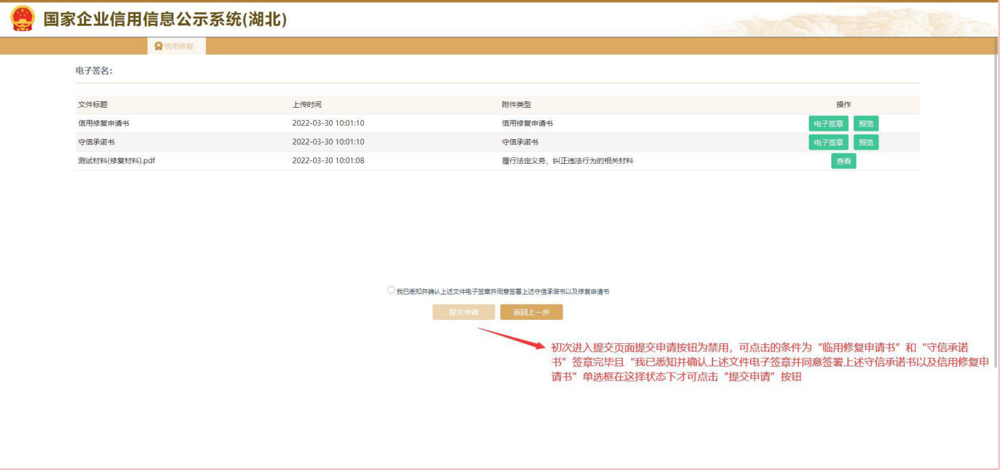 国家企业信用信息公示系统(湖北)
信用修复
电子签名：
文件标题 上传时间 附件类型 操作
信用修复申请书 2022-03-30 10:01:10 信用修复申请书 电子签章 预览
守信承诺书 2022-03-30 10:01:10 守信承诺书 电子签章 预览
测试材料(修复材料).pdf 2022-03-30 10:01:08 履行法定义务、纠正违法行为的相关材料 查看
我已悉知并确认上述文件电子签章并同意签署上述守信承诺书以及修复申请书
提交申请 返回上一步
初次进入提交页面提交申请按钮为禁用，可点击的条件为“临用修复申请书”和“守信承诺
书”签章完毕且“我已悉知并确认上述文件电子签章并同意签署上述守信承诺书以及信用修复申
请书”单选框在这择状态下才可点击“提交申请”按钮